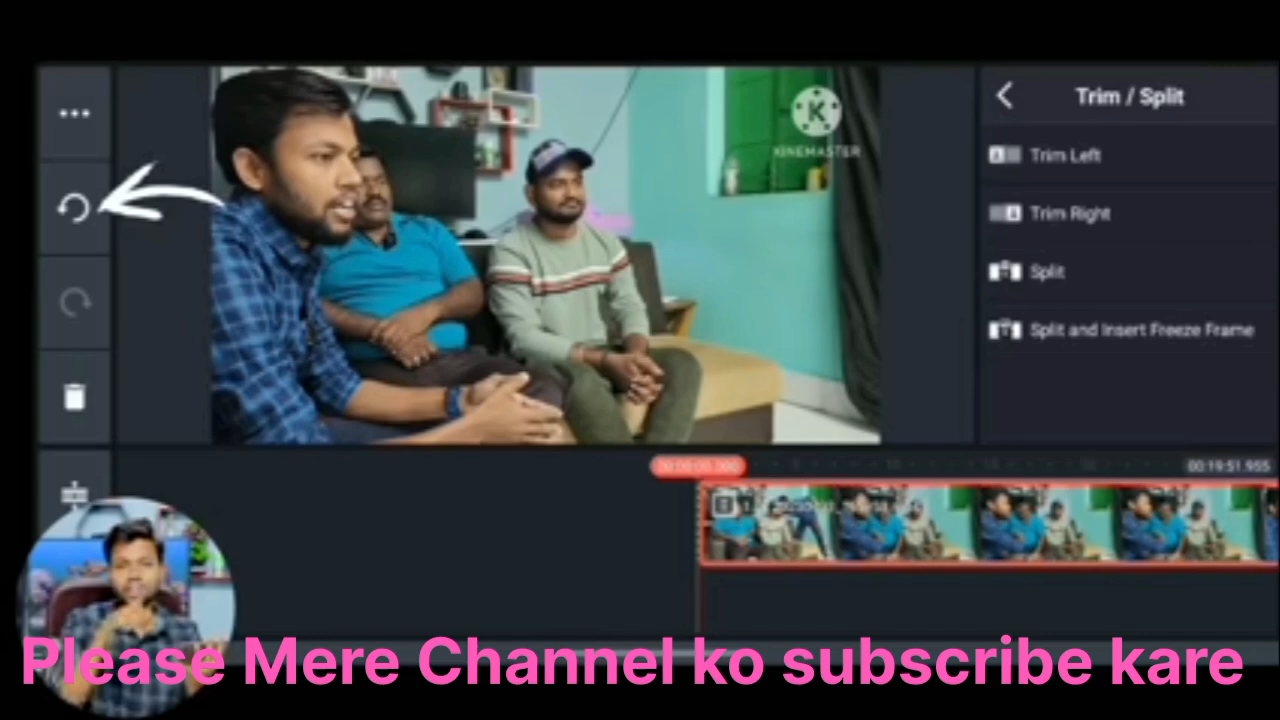 Trim / Split
KINEMASTER
Trim Left
Trim Right
Split
Split and Insert Freeze Frame
00:19:51.955
Please Mere Channel ko subscribe kare